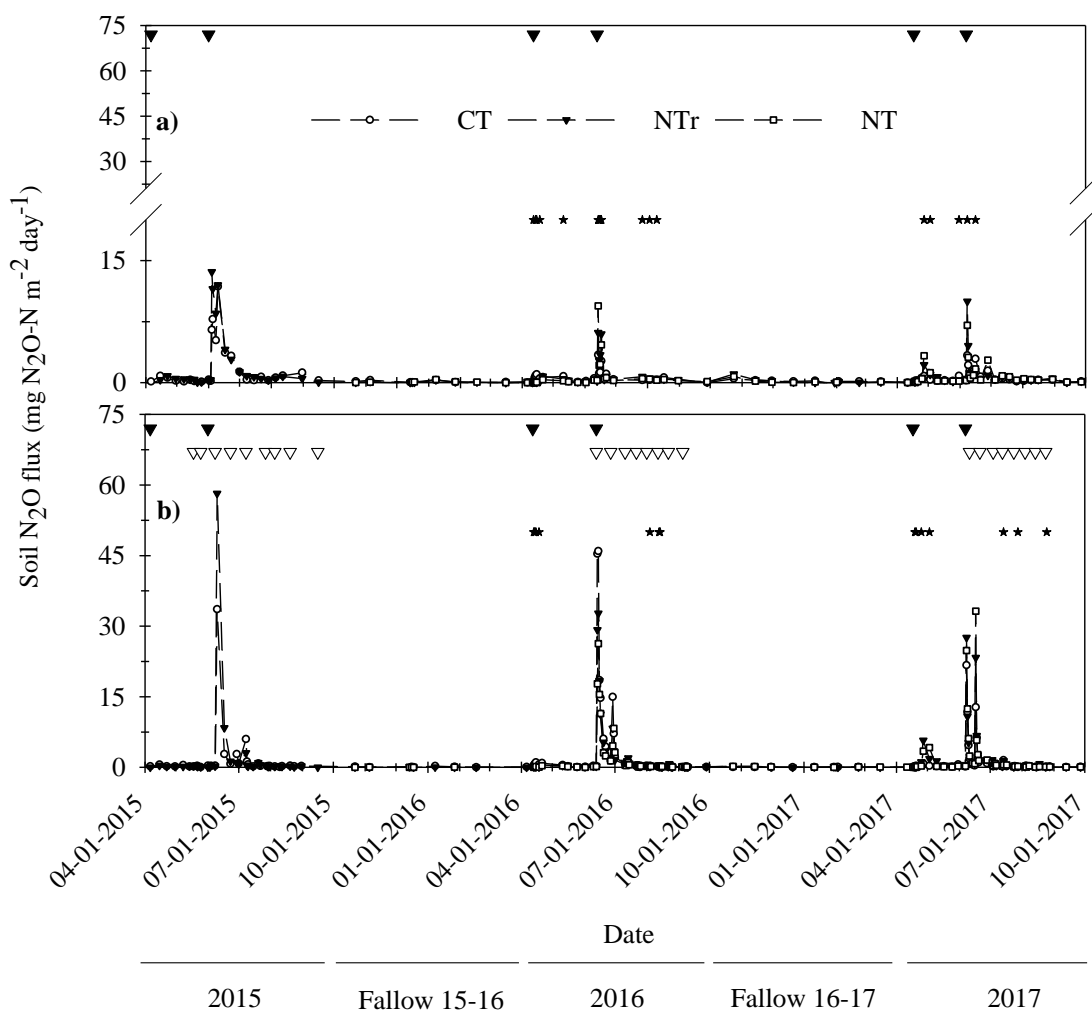 75
60
45
30
15
0
a)
CT
NTr
NT
75
60
45
30
15
0
b)
Soil N₂O flux (mg N₂O-N m⁻² day⁻¹)
04-01-2015
07-01-2015
10-01-2015
01-01-2016
04-01-2016
07-01-2016
10-01-2016
01-01-2017
04-01-2017
07-01-2017
10-01-2017
Date
2015
Fallow 15-16
2016
Fallow 16-17
2017